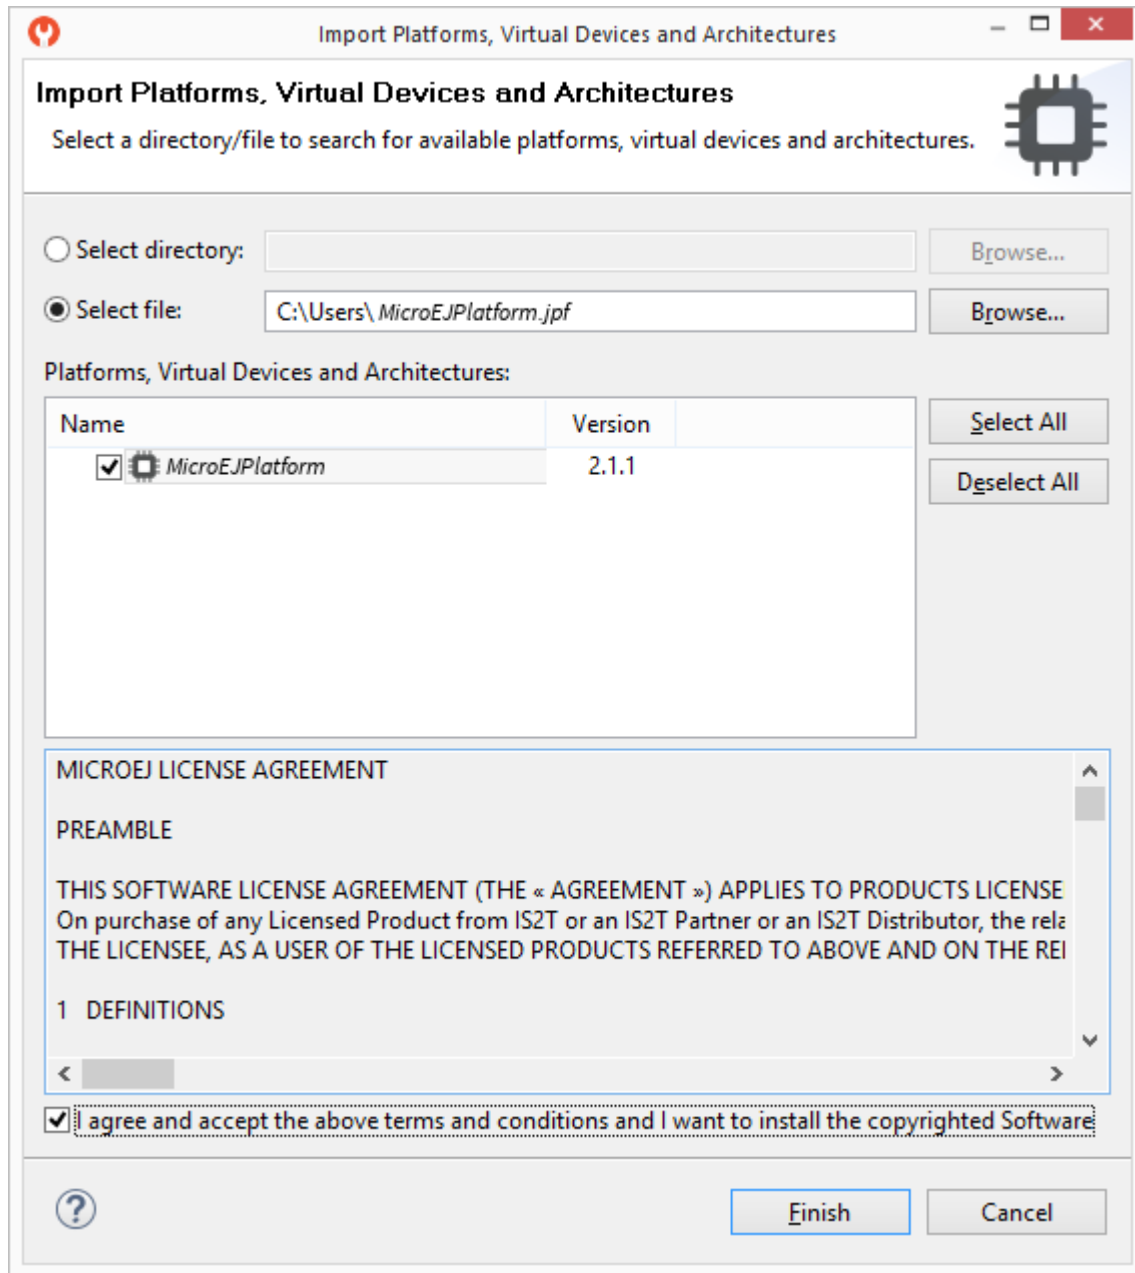 Import Platforms, Virtual Devices and Architectures
Import Platforms, Virtual Devices and Architectures
Select a directory/file to search for available platforms, virtual devices and architectures.
Select directory:
Browse...
Select file:
C:\Users\ MicroEJPlatform.jpf
Browse...
Platforms, Virtual Devices and Architectures:
Name Version
Select All
MicroEJPlatform 2.1.1
Deselect All
MICROEJ LICENSE AGREEMENT
PREAMBLE
THIS SOFTWARE LICENSE AGREEMENT (THE « AGREEMENT ») APPLIES TO PRODUCTS LICENSE
On purchase of any Licensed Product from IS2T or an IS2T Partner or an IS2T Distributor, the rela
THE LICENSEE, AS A USER OF THE LICENSED PRODUCTS REFERRED TO ABOVE AND ON THE REI
1 DEFINITIONS
I agree and accept the above terms and conditions and I want to install the copyrighted Software
?
Finish
Cancel